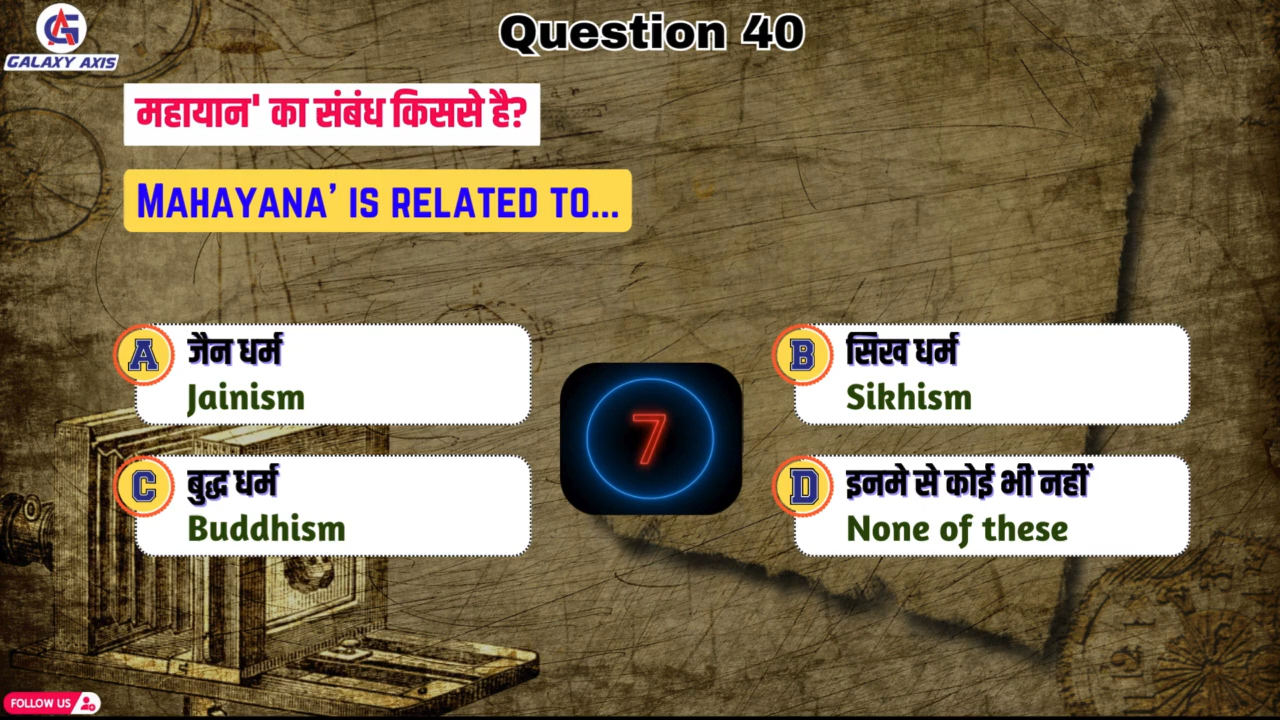 GALAXY AXIS
Question 40
महायान' का संबंध किससे है?
MAHAYANA' IS RELATED TO...
A
जैन धर्म
Jainism
B
सिख धर्म
Sikhism
7
C
बुद्ध धर्म
Buddhism
D
इनमे से कोई भी नहीं
None of these
FOLLOW US